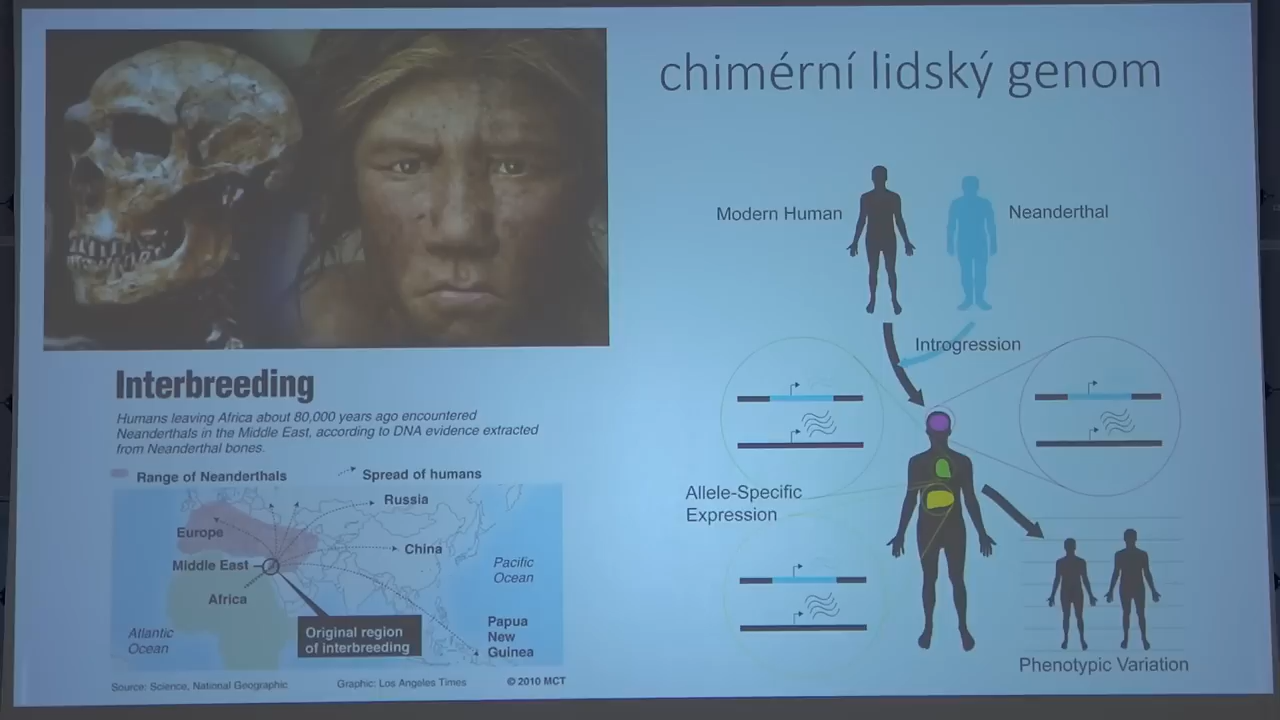 chimérní lidský genom
Modern Human
Neanderthal
Introgression
Allele-Specific
Expression
Phenotypic Variation
Interbreeding
Humans leaving Africa about 80,000 years ago encountered
Neanderthals in the Middle East, according to DNA evidence extracted
from Neanderthal bones.
Range of Neanderthals
Spread of humans
Russia
Europe
China
Middle East
Pacific
Ocean
Africa
Original region
of interbreeding
Papua
New
Guinea
Atlantic
Ocean
Source: Science, National Geographic
Graphic: Los Angeles Times
© 2010 MCT